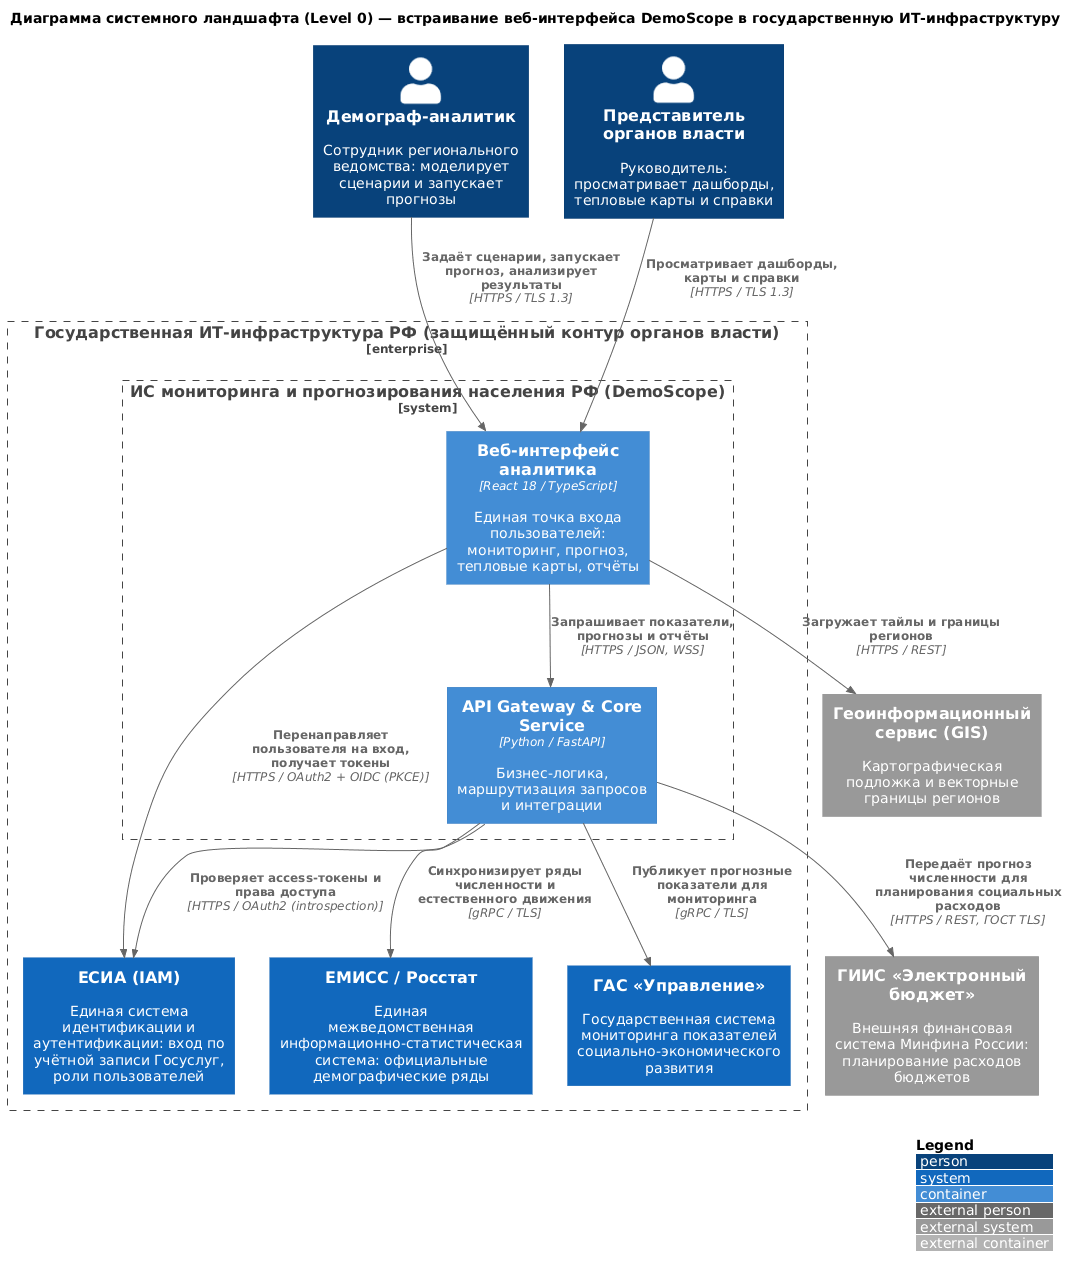 Диаграмма системного ландшафта (Level 0) — встраивание веб-интерфейса DemoScope в государственную ИТ-инфраструктуру
Демограф-аналитик
Сотрудник регионального
ведомства: моделирует
сценарии и запускает
прогнозы
Представитель
органов власти
Руководитель:
просматривает дашборды,
тепловые карты и справки
Задаёт сценарии, запускает
прогноз, анализирует
результаты
[HTTPS / TLS 1.3]
Просматривает дашборды,
карты и справки
[HTTPS / TLS 1.3]
Государственная ИТ-инфраструктура РФ (защищённый контур органов власти)
[enterprise]
ИС мониторинга и прогнозирования населения РФ (DemoScope)
[system]
Веб-интерфейс
аналитика
[React 18 / TypeScript]
Единая точка входа
пользователей:
мониторинг, прогноз,
тепловые карты, отчёты
Запрашивает показатели,
прогнозы и отчёты
[HTTPS / JSON, WSS]
Загружает тайлы и границы
регионов
[HTTPS / REST]
Перенаправляет
пользователя на вход,
получает токены
[HTTPS / OAuth2 + OIDC (PKCE)]
API Gateway & Core
Service
[Python / FastAPI]
Бизнес-логика,
маршрутизация запросов
и интеграции
Геоинформационный
сервис (GIS)
Картографическая
подложка и векторные
границы регионов
Проверяет access-токены и
права доступа
[HTTPS / OAuth2 (introspection)]
Синхронизирует ряды
численности и
естественного движения
[gRPC / TLS]
Публикует прогнозные
показатели для
мониторинга
[gRPC / TLS]
Передаёт прогноз
численности для
планирования социальных
расходов
[HTTPS / REST, ГОСТ TLS]
ЕСИА (IAM)
Единая система
идентификации и
аутентификации: вход по
учётной записи Госуслуг,
роли пользователей
ЕМИСС / Росстат
Единая
межведомственная
информационно-статистическая
система: официальные
демографические ряды
ГАС «Управление»
Государственная система
мониторинга показателей
социально-экономического
развития
ГИИС «Электронный
бюджет»
Внешняя финансовая
система Минфина России:
планирование расходов
бюджетов
Legend
person
system
container
external person
external system
external container